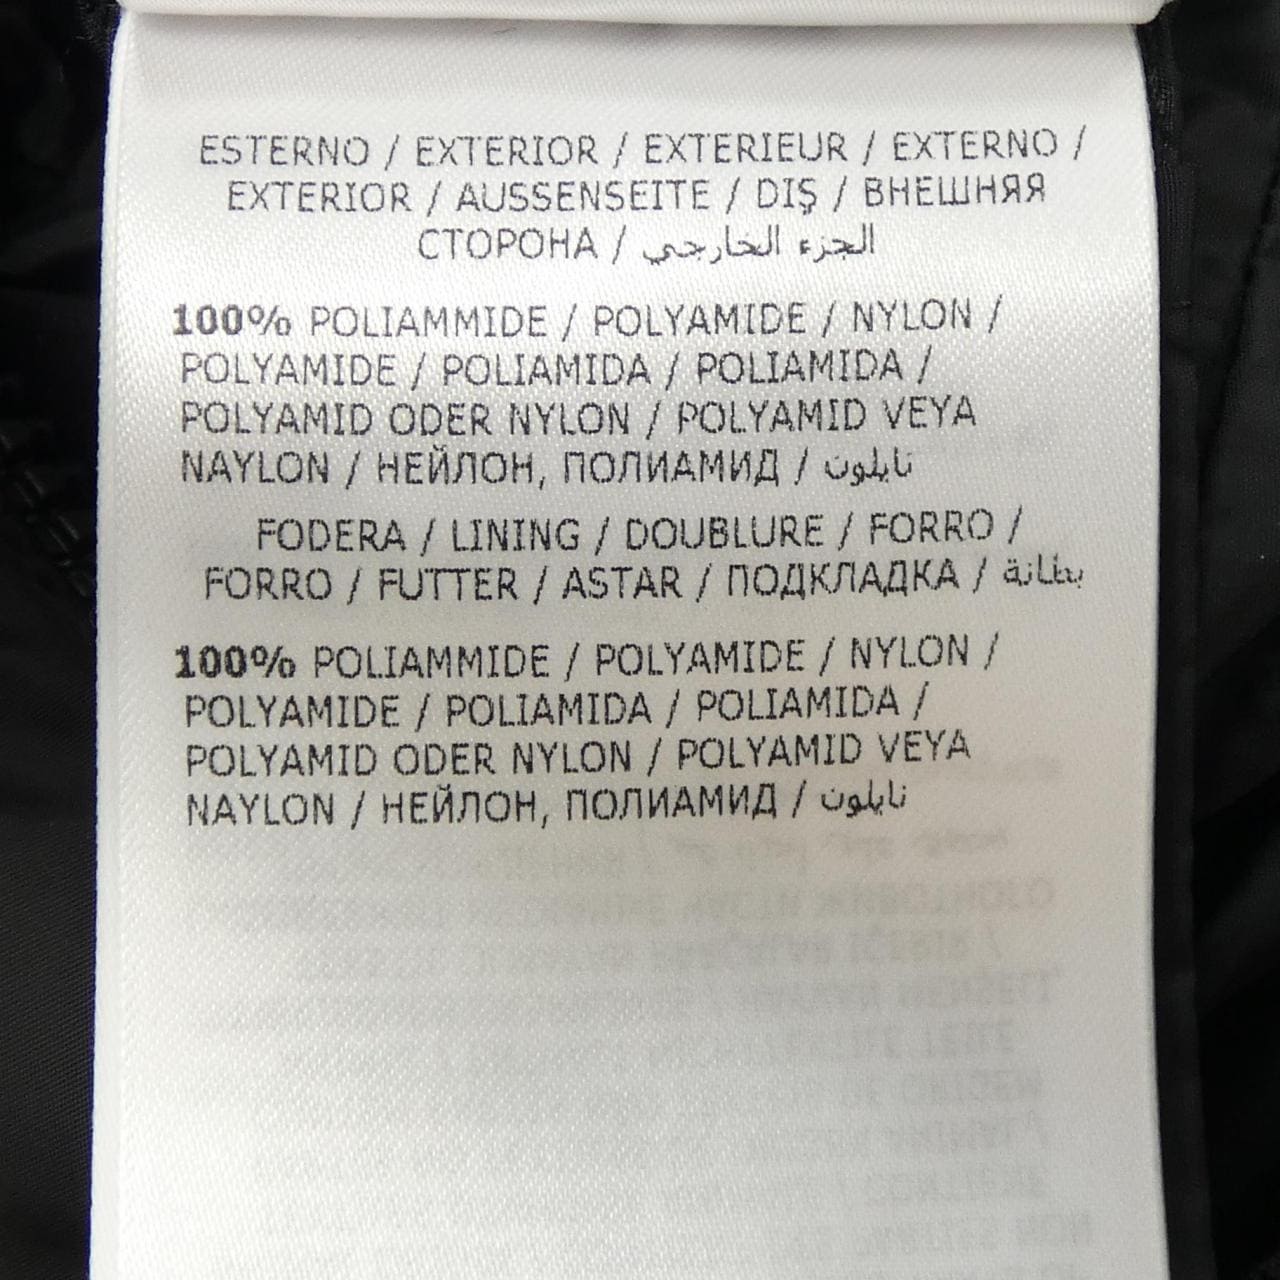 ESTERNO / EXTERIOR / EXTERIEUR / EXTERNO /
EXTERIOR / AUSSENSEITE / DIŞ / ВНЕШНЯЯ
СТОРОНА / الجزء الخارجي
100% POLIAMMIDE / POLYAMIDE / NYLON /
POLYAMIDE / POLIAMIDA / POLIAMIDA /
POLYAMID ODER NYLON / POLYAMID VEYA
NAYLON / НЕЙЛОН, ПОЛИАМИД / نايلون
FODERA / LINING / DOUBLURE / FORRO /
FORRO / FUTTER / ASTAR / ПОДКЛАДКА / بطانة
100% POLIAMMIDE / POLYAMIDE / NYLON /
POLYAMIDE / POLIAMIDA / POLIAMIDA /
POLYAMID ODER NYLON / POLYAMID VEYA
NAYLON / НЕЙЛОН, ПОЛИАМИД / نايلون